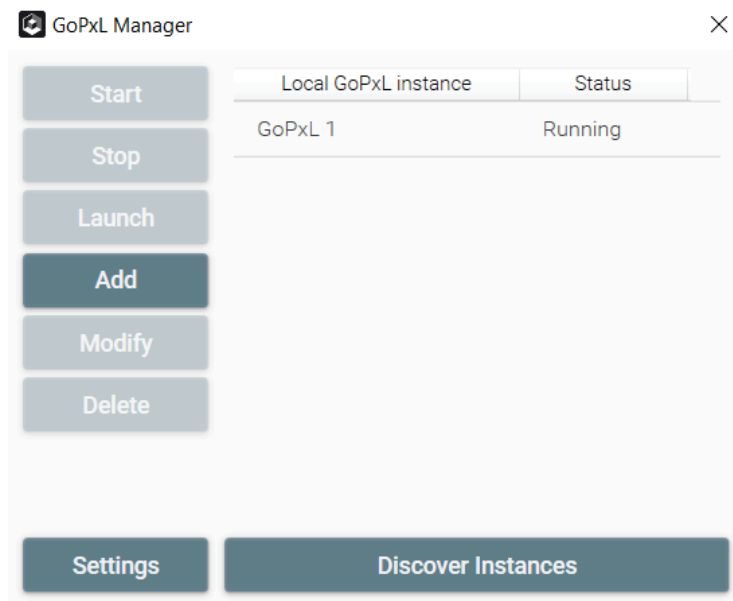 GoPxL Manager
Start
Stop
Launch
Add
Modify
Delete
Local GoPxL instance Status
GoPxL 1 Running
Settings
Discover Instances